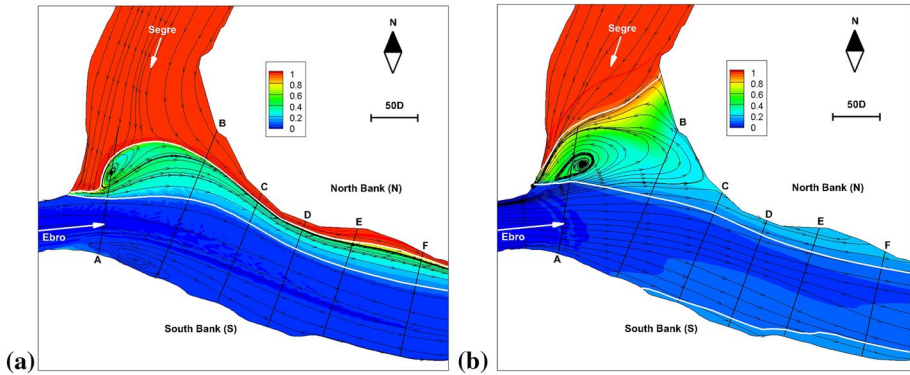 Segre
N
1
0.8
0.6
0.4
0.2
0
50D
B
North Bank (N)
C
D
E
F
Ebro
A
South Bank (S)
(a)
Segre
N
1
0.8
0.6
0.4
0.2
0
50D
B
North Bank (N)
C
D
E
F
Ebro
A
South Bank (S)
(b)